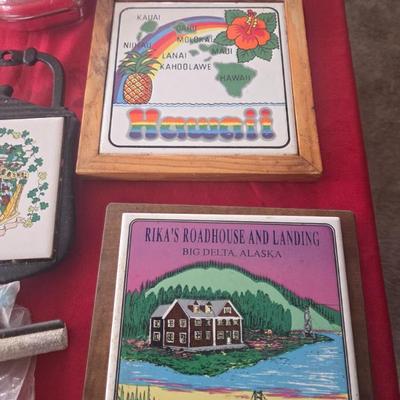 KAUAI
OAHU
NIIHAU
MOLOKAI
LANAI
MAUI
KAHOOLAWE
HAWAII
Hawaii
RIKA'S ROADHOUSE AND LANDING
BIG DELTA, ALASKA